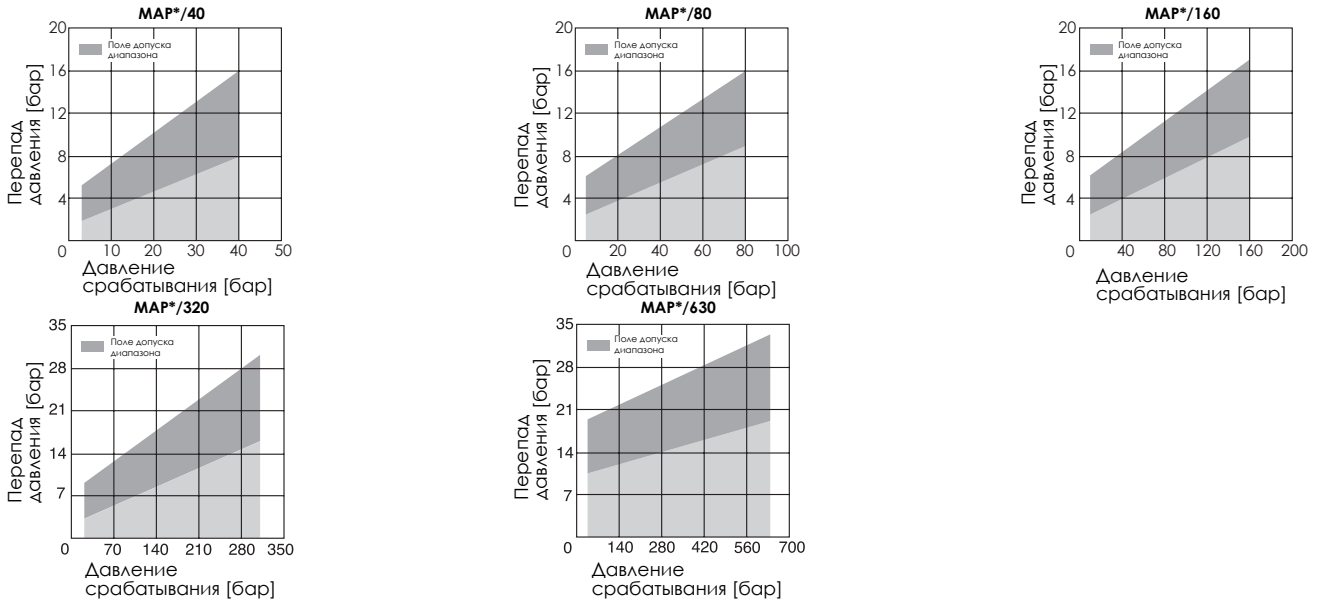 MAP*/40
20
16
12
8
4
0
Поле допуска
диапазона
Перепад
давления [бар]
10 20 30 40 50
Давление
срабатывания [бар]
MAP*/80
20
16
12
8
4
0
Поле допуска
диапазона
Перепад
давления [бар]
20 40 60 80 100
Давление
срабатывания [бар]
MAP*/160
20
16
12
8
4
0
Поле допуска
диапазона
Перепад
давления [бар]
40 80 120 160 200
Давление
срабатывания [бар]
MAP*/320
35
28
21
14
7
0
Поле допуска
диапазона
Перепад
давления [бар]
70 140 210 280 350
Давление
срабатывания [бар]
MAP*/630
35
28
21
14
7
0
Поле допуска
диапазона
Перепад
давления [бар]
140 280 420 560 700
Давление
срабатывания [бар]